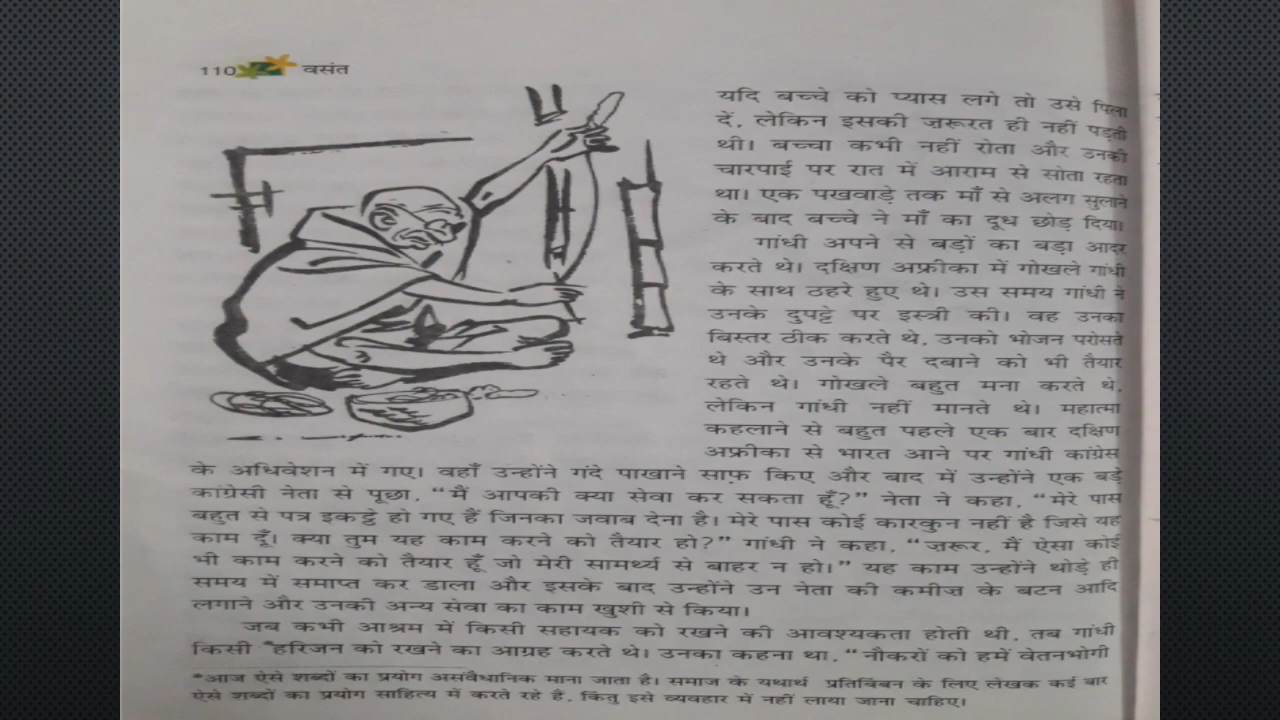 110 वसंत
यदि बच्चे को प्यास लगे तो उसे पिला
दें, लेकिन इसकी ज़रूरत ही नहीं पड़ती
थी। बच्चा कभी नहीं रोता और उनकी
चारपाई पर रात में आराम से सोता रहता
था। एक पखवाड़े तक माँ से अलग सुलाने
के बाद बच्चे ने माँ का दूध छोड़ दिया।
गांधी अपने से बड़ों का बड़ा आदर
करते थे। दक्षिण अफ्रीका में गोखले गांधी
के साथ ठहरे हुए थे। उस समय गांधी ने
उनके दुपट्टे पर इस्त्री की। वह उनका
बिस्तर ठीक करते थे, उनको भोजन परोसते
थे और उनके पैर दबाने को भी तैयार
रहते थे। गोखले बहुत मना करते थे,
लेकिन गांधी नहीं मानते थे। महात्मा
कहलाने से बहुत पहले एक बार दक्षिण
अफ्रीका से भारत आने पर गांधी कांग्रेस
के अधिवेशन में गए। वहाँ उन्होंने गंदे पाखाने साफ़ किए और बाद में उन्होंने एक बड़े
कांग्रेसी नेता से पूछा, “मैं आपकी क्या सेवा कर सकता हूँ?” नेता ने कहा, “मेरे पास
बहुत से पत्र इकट्ठे हो गए हैं जिनका जवाब देना है। मेरे पास कोई कारकुन नहीं है जिसे यह
काम दूँ। क्या तुम यह काम करने को तैयार हो?” गांधी ने कहा, “ज़रूर, मैं ऐसा कोई
भी काम करने को तैयार हूँ जो मेरी सामर्थ्य से बाहर न हो।” यह काम उन्होंने थोड़े ही
समय में समाप्त कर डाला और इसके बाद उन्होंने उन नेता की कमीज़ के बटन आदि
लगाने और उनकी अन्य सेवा का काम खुशी से किया।
जब कभी आश्रम में किसी सहायक को रखने की आवश्यकता होती थी, तब गांधी
किसी *हरिजन को रखने का आग्रह करते थे। उनका कहना था, “नौकरों को हमें वेतनभोगी
*आज ऐसे शब्दों का प्रयोग असंवैधानिक माना जाता है। समाज के यथार्थ प्रतिबिंबन के लिए लेखक कई बार
ऐसे शब्दों का प्रयोग साहित्य में करते रहे है, किंतु इसे व्यवहार में नहीं लाया जाना चाहिए।